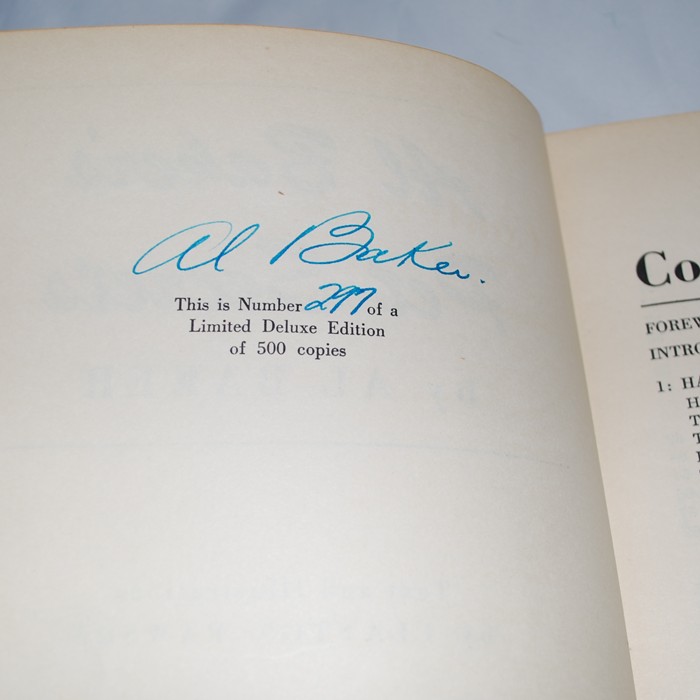 Al Baker.
This is Number 297 of a
Limited Deluxe Edition
of 500 copies
Co
FOREW
INTRO
1: HA
H
T
T